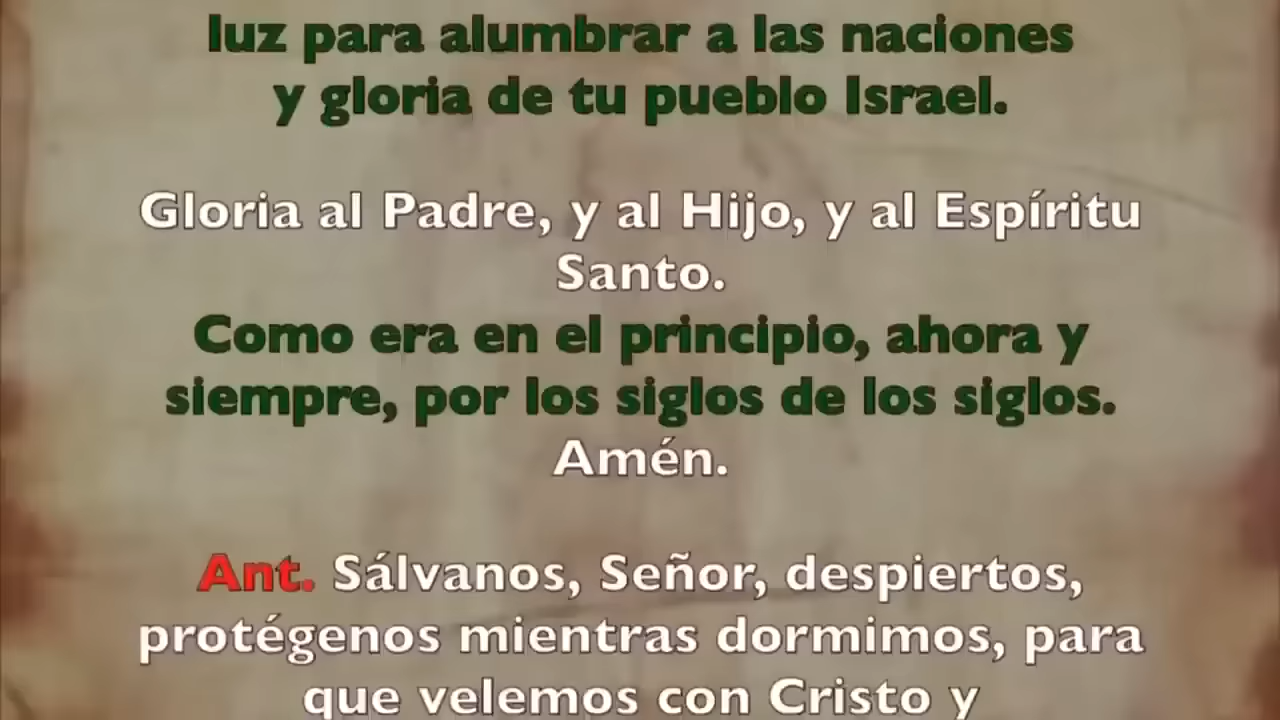 luz para alumbrar a las naciones
y gloria de tu pueblo Israel.
Gloria al Padre, y al Hijo, y al Espíritu
Santo.
Como era en el principio, ahora y
siempre, por los siglos de los siglos.
Amén.
Ant. Sálvanos, Señor, despiertos,
protégenos mientras dormimos, para
que velemos con Cristo y